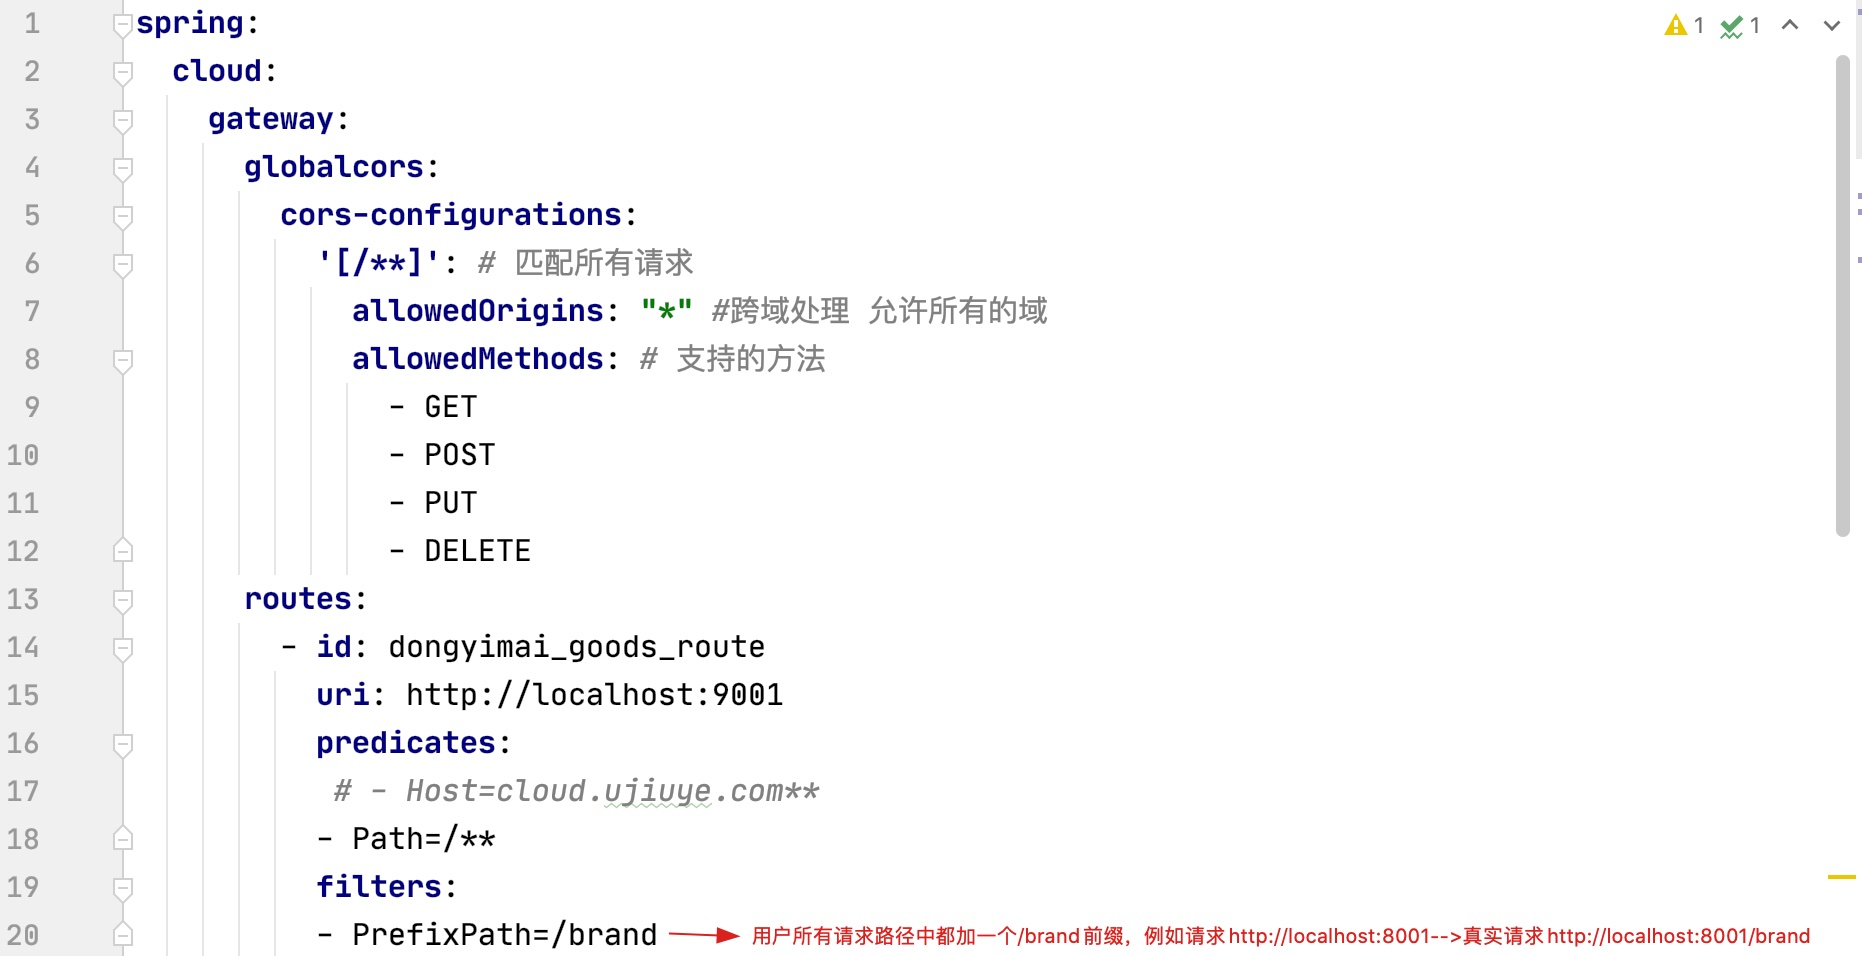 1 spring:
2 cloud:
3 gateway:
4 globalcors:
5 cors-configurations:
6 '[/**]': # 匹配所有请求
7 allowedOrigins: "*" #跨域处理 允许所有的域
8 allowedMethods: # 支持的方法
9 - GET
10 - POST
11 - PUT
12 - DELETE
13 routes:
14 - id: dongyimai_goods_route
15 uri: http://localhost:9001
16 predicates:
17 # - Host=cloud.ujiuye.com**
18 - Path=/**
19 filters:
20 - PrefixPath=/brand 用户所有请求路径中都加一个/brand前缀，例如请求http://localhost:8001-->真实请求http://localhost:8001/brand
1 1